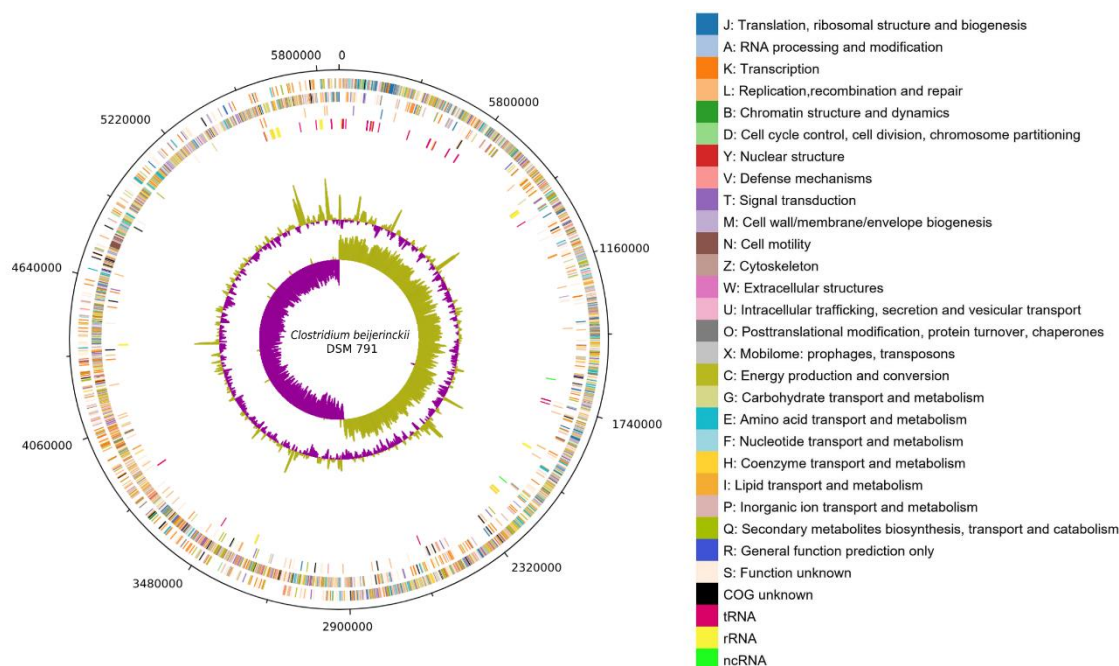 5800000
0
5800000
1160000
1740000
2320000
2900000
3480000
4060000
4640000
5220000
Clostridium beijerinckii
DSM 791
J: Translation, ribosomal structure and biogenesis
A: RNA processing and modification
K: Transcription
L: Replication,recombination and repair
B: Chromatin structure and dynamics
D: Cell cycle control, cell division, chromosome partitioning
Y: Nuclear structure
V: Defense mechanisms
T: Signal transduction
M: Cell wall/membrane/envelope biogenesis
N: Cell motility
Z: Cytoskeleton
W: Extracellular structures
U: Intracellular trafficking, secretion and vesicular transport
O: Posttranslational modification, protein turnover, chaperones
X: Mobilome: prophages, transposons
C: Energy production and conversion
G: Carbohydrate transport and metabolism
E: Amino acid transport and metabolism
F: Nucleotide transport and metabolism
H: Coenzyme transport and metabolism
I: Lipid transport and metabolism
P: Inorganic ion transport and metabolism
Q: Secondary metabolites biosynthesis, transport and catabolism
R: General function prediction only
S: Function unknown
COG unknown
tRNA
rRNA
ncRNA